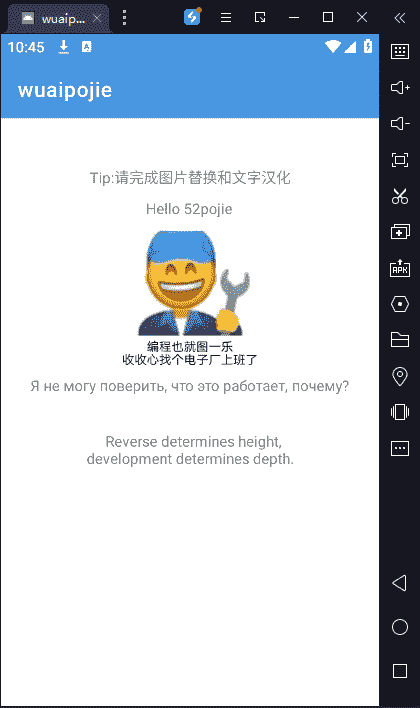 wuaip...
10:45
wuaipojie
Tip:请完成图片替换和文字汉化
Hello 52pojie
编程也就图一乐
收收心找个电子厂上班了
Я не могу поверить, что это работает, почему?
Reverse determines height,
development determines depth.
APK